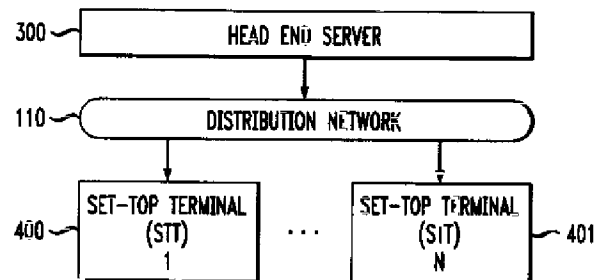 300
HEAD END SERVER
110
DISTRIBUTION NETWORK
SET-TOP TERMINAL
(STT)
1
400
...
SET-TOP TERMINAL
(STT)
N
401